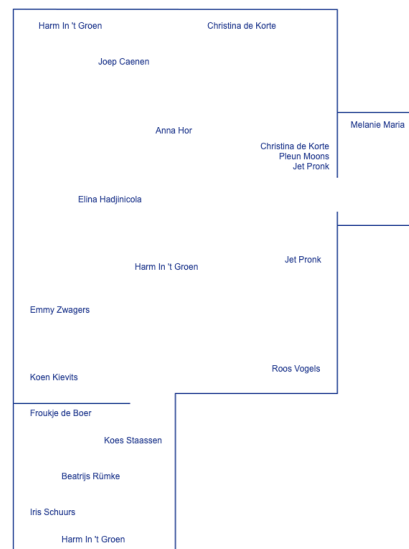 Harm In 't Groen
Christina de Korte
Joep Caenen
Melanie Maria
Anna Hor
Christina de Korte
Pleun Moons
Jet Pronk
Elina Hadjinicola
Jet Pronk
Harm In 't Groen
Emmy Zwagers
Roos Vogels
Koen Kievits
Froukje de Boer
Koes Staassen
Beatrijs Rümke
Iris Schuurs
Harm In 't Groen